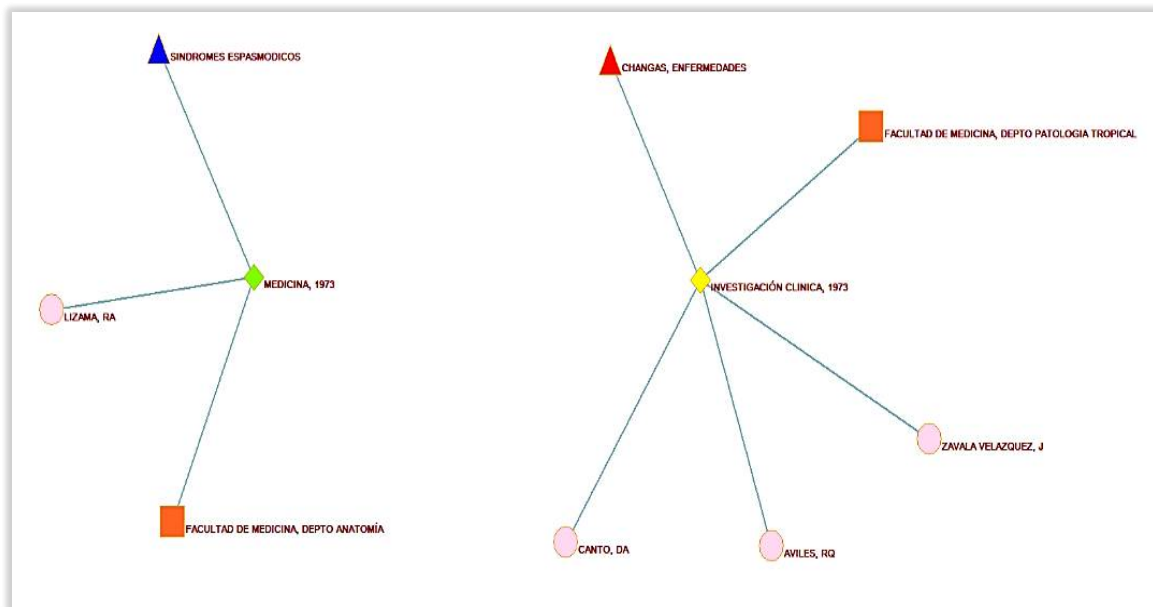 SINDROMES ESPASMODICOS
MEDICINA, 1973
LIZAMA, RA
FACULTAD DE MEDICINA, DEPTO ANATOMÍA
CHANGAS, ENFERMEDADES
FACULTAD DE MEDICINA, DEPTO PATOLOGIA TROPICAL
INVESTIGACIÓN CLINICA, 1973
ZAVALA VELAZQUEZ, J
CANTO, DA
AVILES, RQ